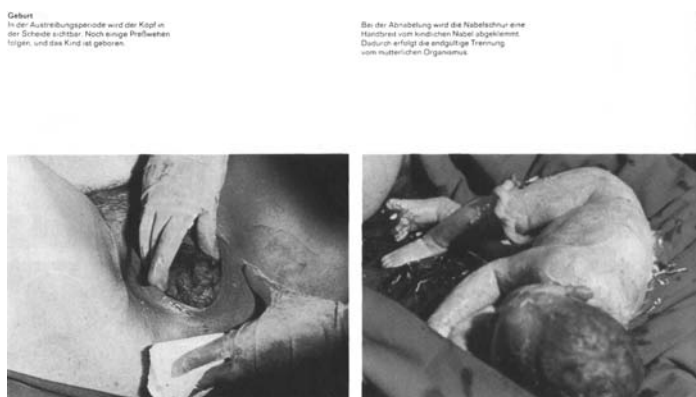 Geburt
In der Austreibungsperiode wird der Kopf in
der Scheide sichtbar. Noch einige Preßwehen
folgen, und das Kind ist geboren.
Bei der Abnabelung wird die Nabelschnur eine
Handbreit vom kindlichen Nabel abgeklemmt.
Dadurch erfolgt die endgültige Trennung
vom mütterlichen Organismus.